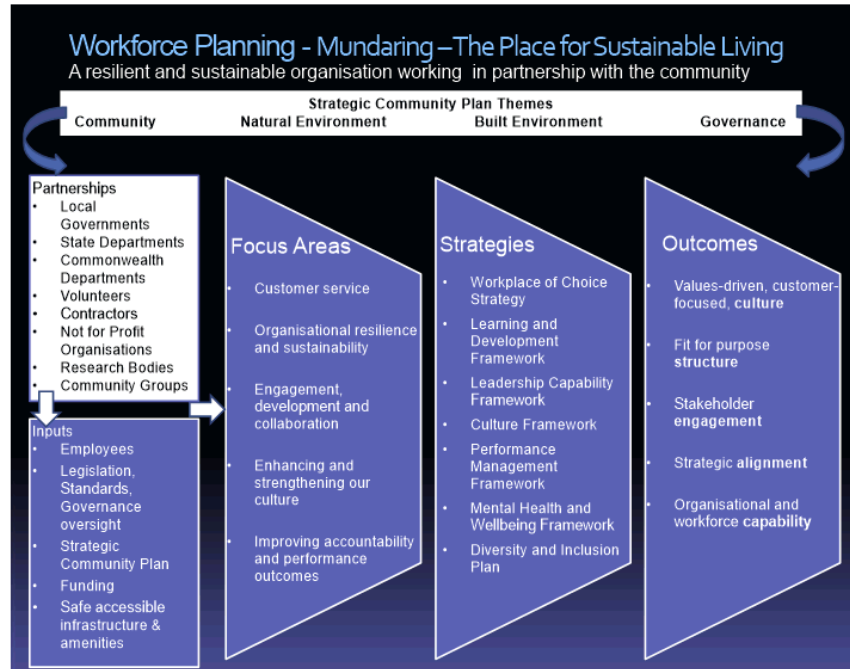 Workforce Planning - Mundaring –The Place for Sustainable Living
A resilient and sustainable organisation working in partnership with the community
Strategic Community Plan Themes
Community Natural Environment Built Environment Governance
Partnerships
• Local
Governments
• State Departments
• Commonwealth
Departments
• Volunteers
• Contractors
• Not for Profit
Organisations
• Research Bodies
• Community Groups
Inputs
• Employees
• Legislation,
Standards,
Governance
oversight
• Strategic
Community Plan
• Funding
• Safe accessible
infrastructure &
amenities
Focus Areas
• Customer service
• Organisational resilience
and sustainability
• Engagement,
development and
collaboration
• Enhancing and
strengthening our
culture
• Improving accountability
and performance
outcomes
Strategies
• Workplace of Choice
Strategy
• Learning and
Development
Framework
• Leadership Capability
Framework
• Culture Framework
• Performance
Management
Framework
• Mental Health and
Wellbeing Framework
• Diversity and Inclusion
Plan
Outcomes
• Values-driven, customer-
focused, culture
• Fit for purpose
structure
• Stakeholder
engagement
• Strategic alignment
• Organisational and
workforce capability